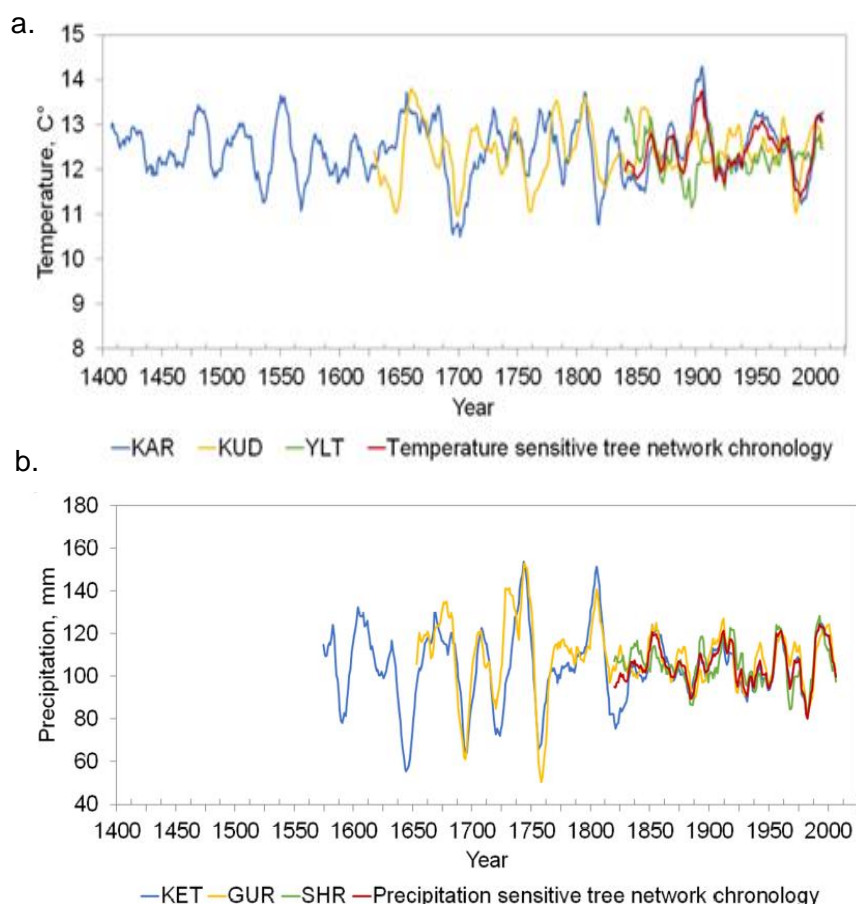 a.
15
14
13
12
11
10
9
8
Temperature, C°
1400 1450 1500 1550 1600 1650 1700 1750 1800 1850 1900 1950 2000
Year
KAR KUD YLT Temperature sensitive tree network chronology
b.
180
160
140
120
100
80
60
40
Precipitation, mm
1400 1450 1500 1550 1600 1650 1700 1750 1800 1850 1900 1950 2000
Year
KET GUR SHR Precipitation sensitive tree network chronology